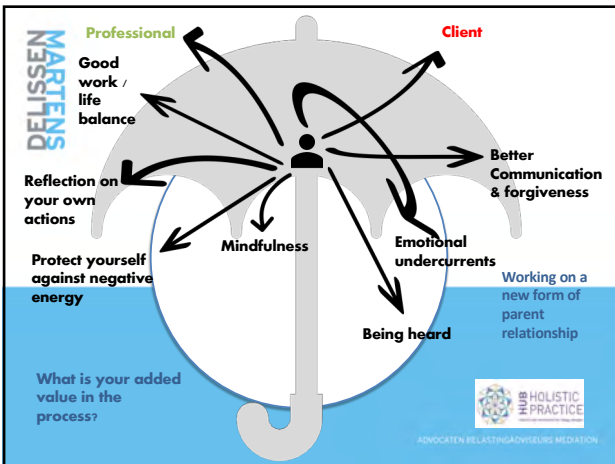 DELISSEN
MARTENS
Professional
Client
Good
work /
life
balance
Better
Communication
& forgiveness
Reflection on
your own
actions
Mindfulness
Emotional
undercurrents
Protect yourself
against negative
energy
Working on a
new form of
parent
relationship
Being heard
What is your added
value in the
process?
HUB
HOLISTIC
PRACTICE
ADVOCATEN BELASTINGADVISEURS MEDIATION